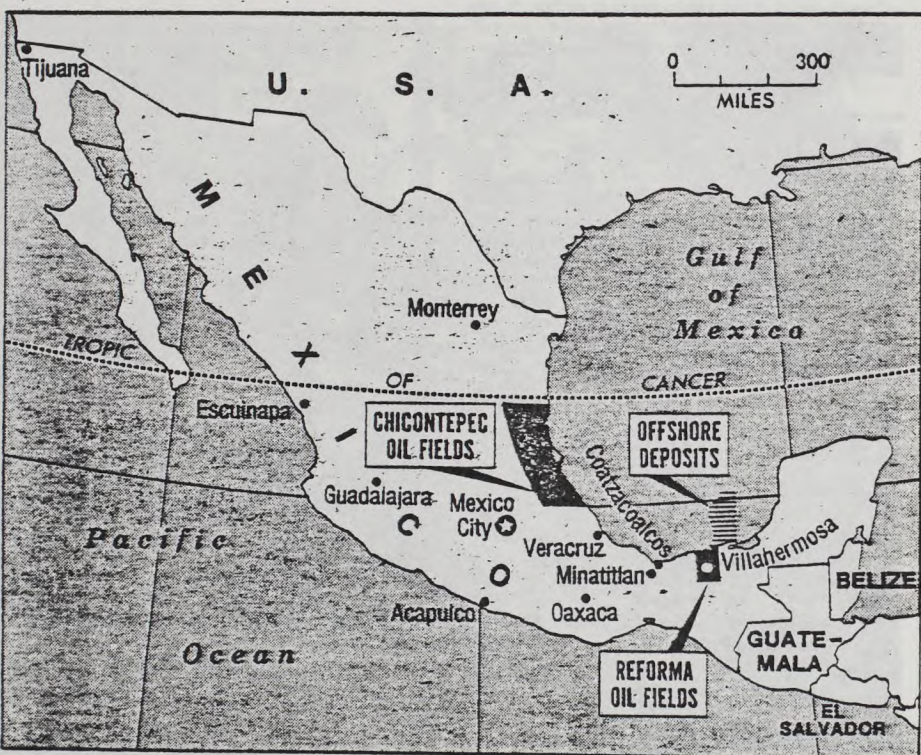 Tijuana
U. S. A.
0 300
MILES
MEXICO
Gulf
of
Mexico
Monterrey
TROPIC OF CANCER
Escuinapa
CHICONTEPEC
OIL FIELDS
OFFSHORE
DEPOSITS
Coatzacoalcos
Guadalajara
Mexico
City
Pacific
Ocean
Veracruz
Villahermosa
Minatitlan
BELIZE
Acapulco
Oaxaca
GUATE-
MALA
REFORMA
OIL FIELDS
EL
SALVADOR